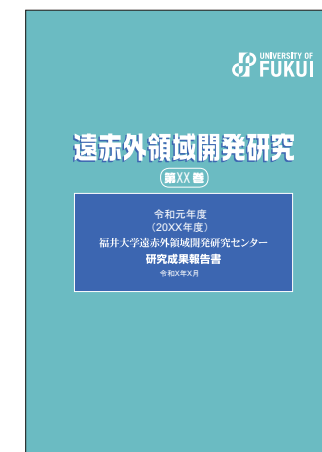 UNIVERSITY OF
FUKUI
遠赤外領域開発研究
第XX巻
令和元年度
(20XX年度)
福井大学遠赤外領域開発研究センター
研究成果報告書
令和X年X月